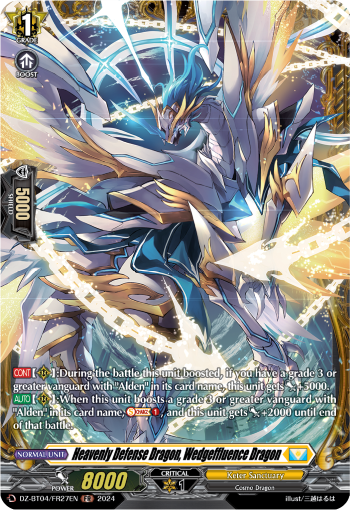 1
GRADE
BOOST
5000
SHIELD
CONT :During the battle this unit boosted, if you have a grade 3 or
greater vanguard with "Alden" in its card name, this unit gets +5000.
AUTO :When this unit boosts a grade 3 or greater vanguard with
"Alden" in its card name, 1, and this unit gets +2000 until end
of that battle.
NORMAL UNIT Heavenly Defense Dragon, Wedgeffluence Dragon
POWER 8000 CRITICAL 1 Keter Sanctuary
Cosmo Dragon
DZ-BT04/FR27EN FR 2024 illust/三越はるは